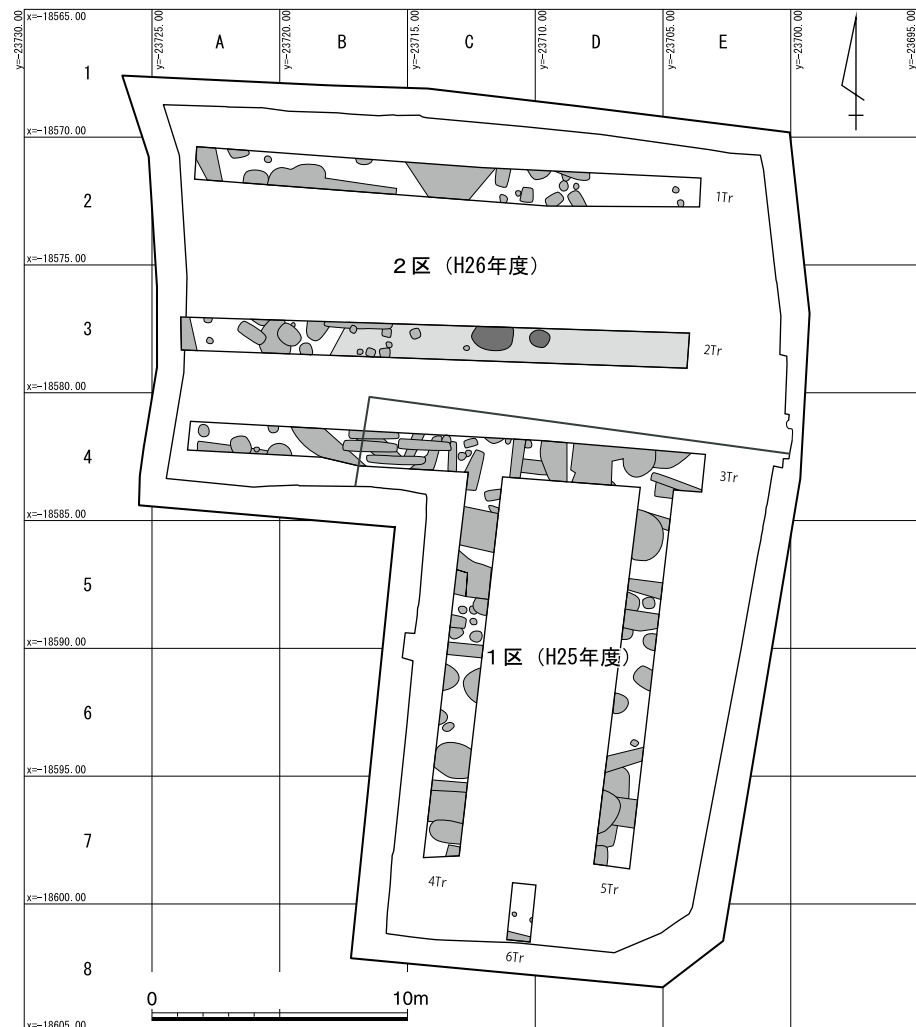 y=-23730.00
y=-23725.00
y=-23720.00
y=-23715.00
y=-23710.00
y=-23705.00
y=-23700.00
y=-23695.00
x=-18565.00
A
B
C
D
E
1
x=-18570.00
2
1Tr
2区（H26年度）
x=-18575.00
3
2Tr
x=-18580.00
4
3Tr
x=-18585.00
5
x=-18590.00
1区（H25年度）
6
x=-18595.00
7
4Tr
5Tr
x=-18600.00
6Tr
8
0
10m
x=-18605.00